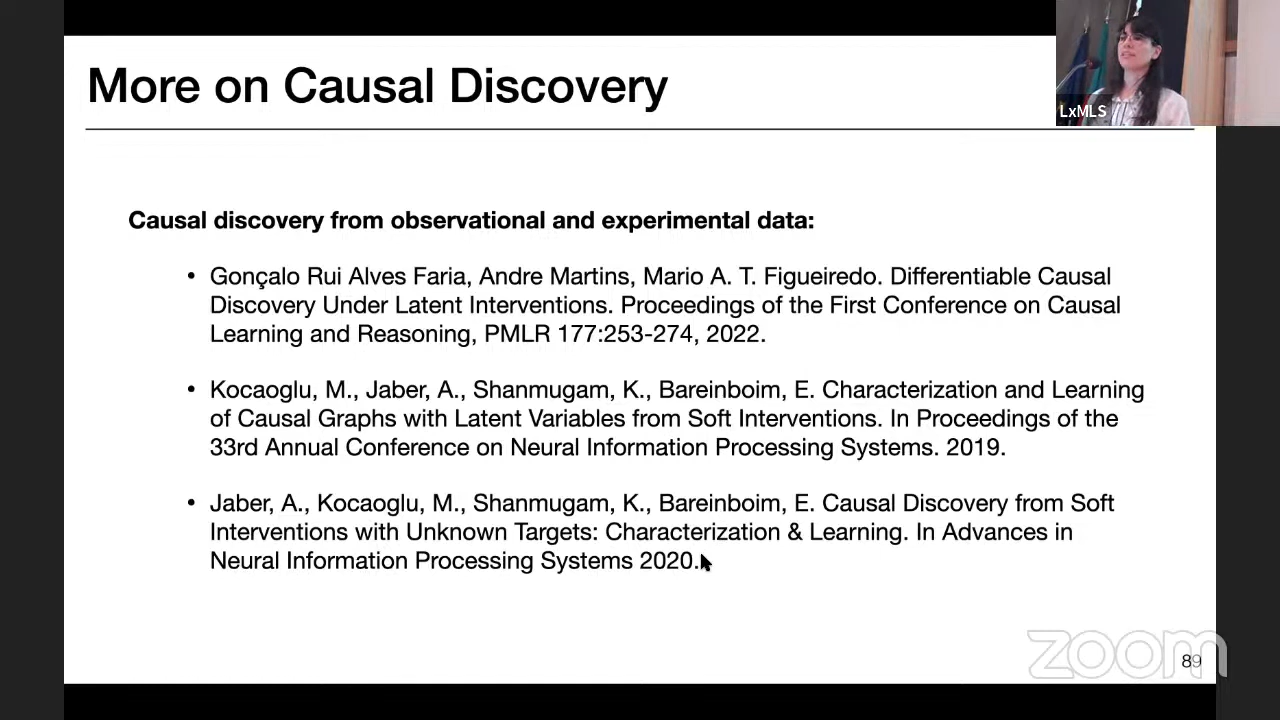 More on Causal Discovery
LxMLS
Causal discovery from observational and experimental data:
• Gonçalo Rui Alves Faria, Andre Martins, Mario A. T. Figueiredo. Differentiable Causal
Discovery Under Latent Interventions. Proceedings of the First Conference on Causal
Learning and Reasoning, PMLR 177:253-274, 2022.
• Kocaoglu, M., Jaber, A., Shanmugam, K., Bareinboim, E. Characterization and Learning
of Causal Graphs with Latent Variables from Soft Interventions. In Proceedings of the
33rd Annual Conference on Neural Information Processing Systems. 2019.
• Jaber, A., Kocaoglu, M., Shanmugam, K., Bareinboim, E. Causal Discovery from Soft
Interventions with Unknown Targets: Characterization & Learning. In Advances in
Neural Information Processing Systems 2020.
zoom
89